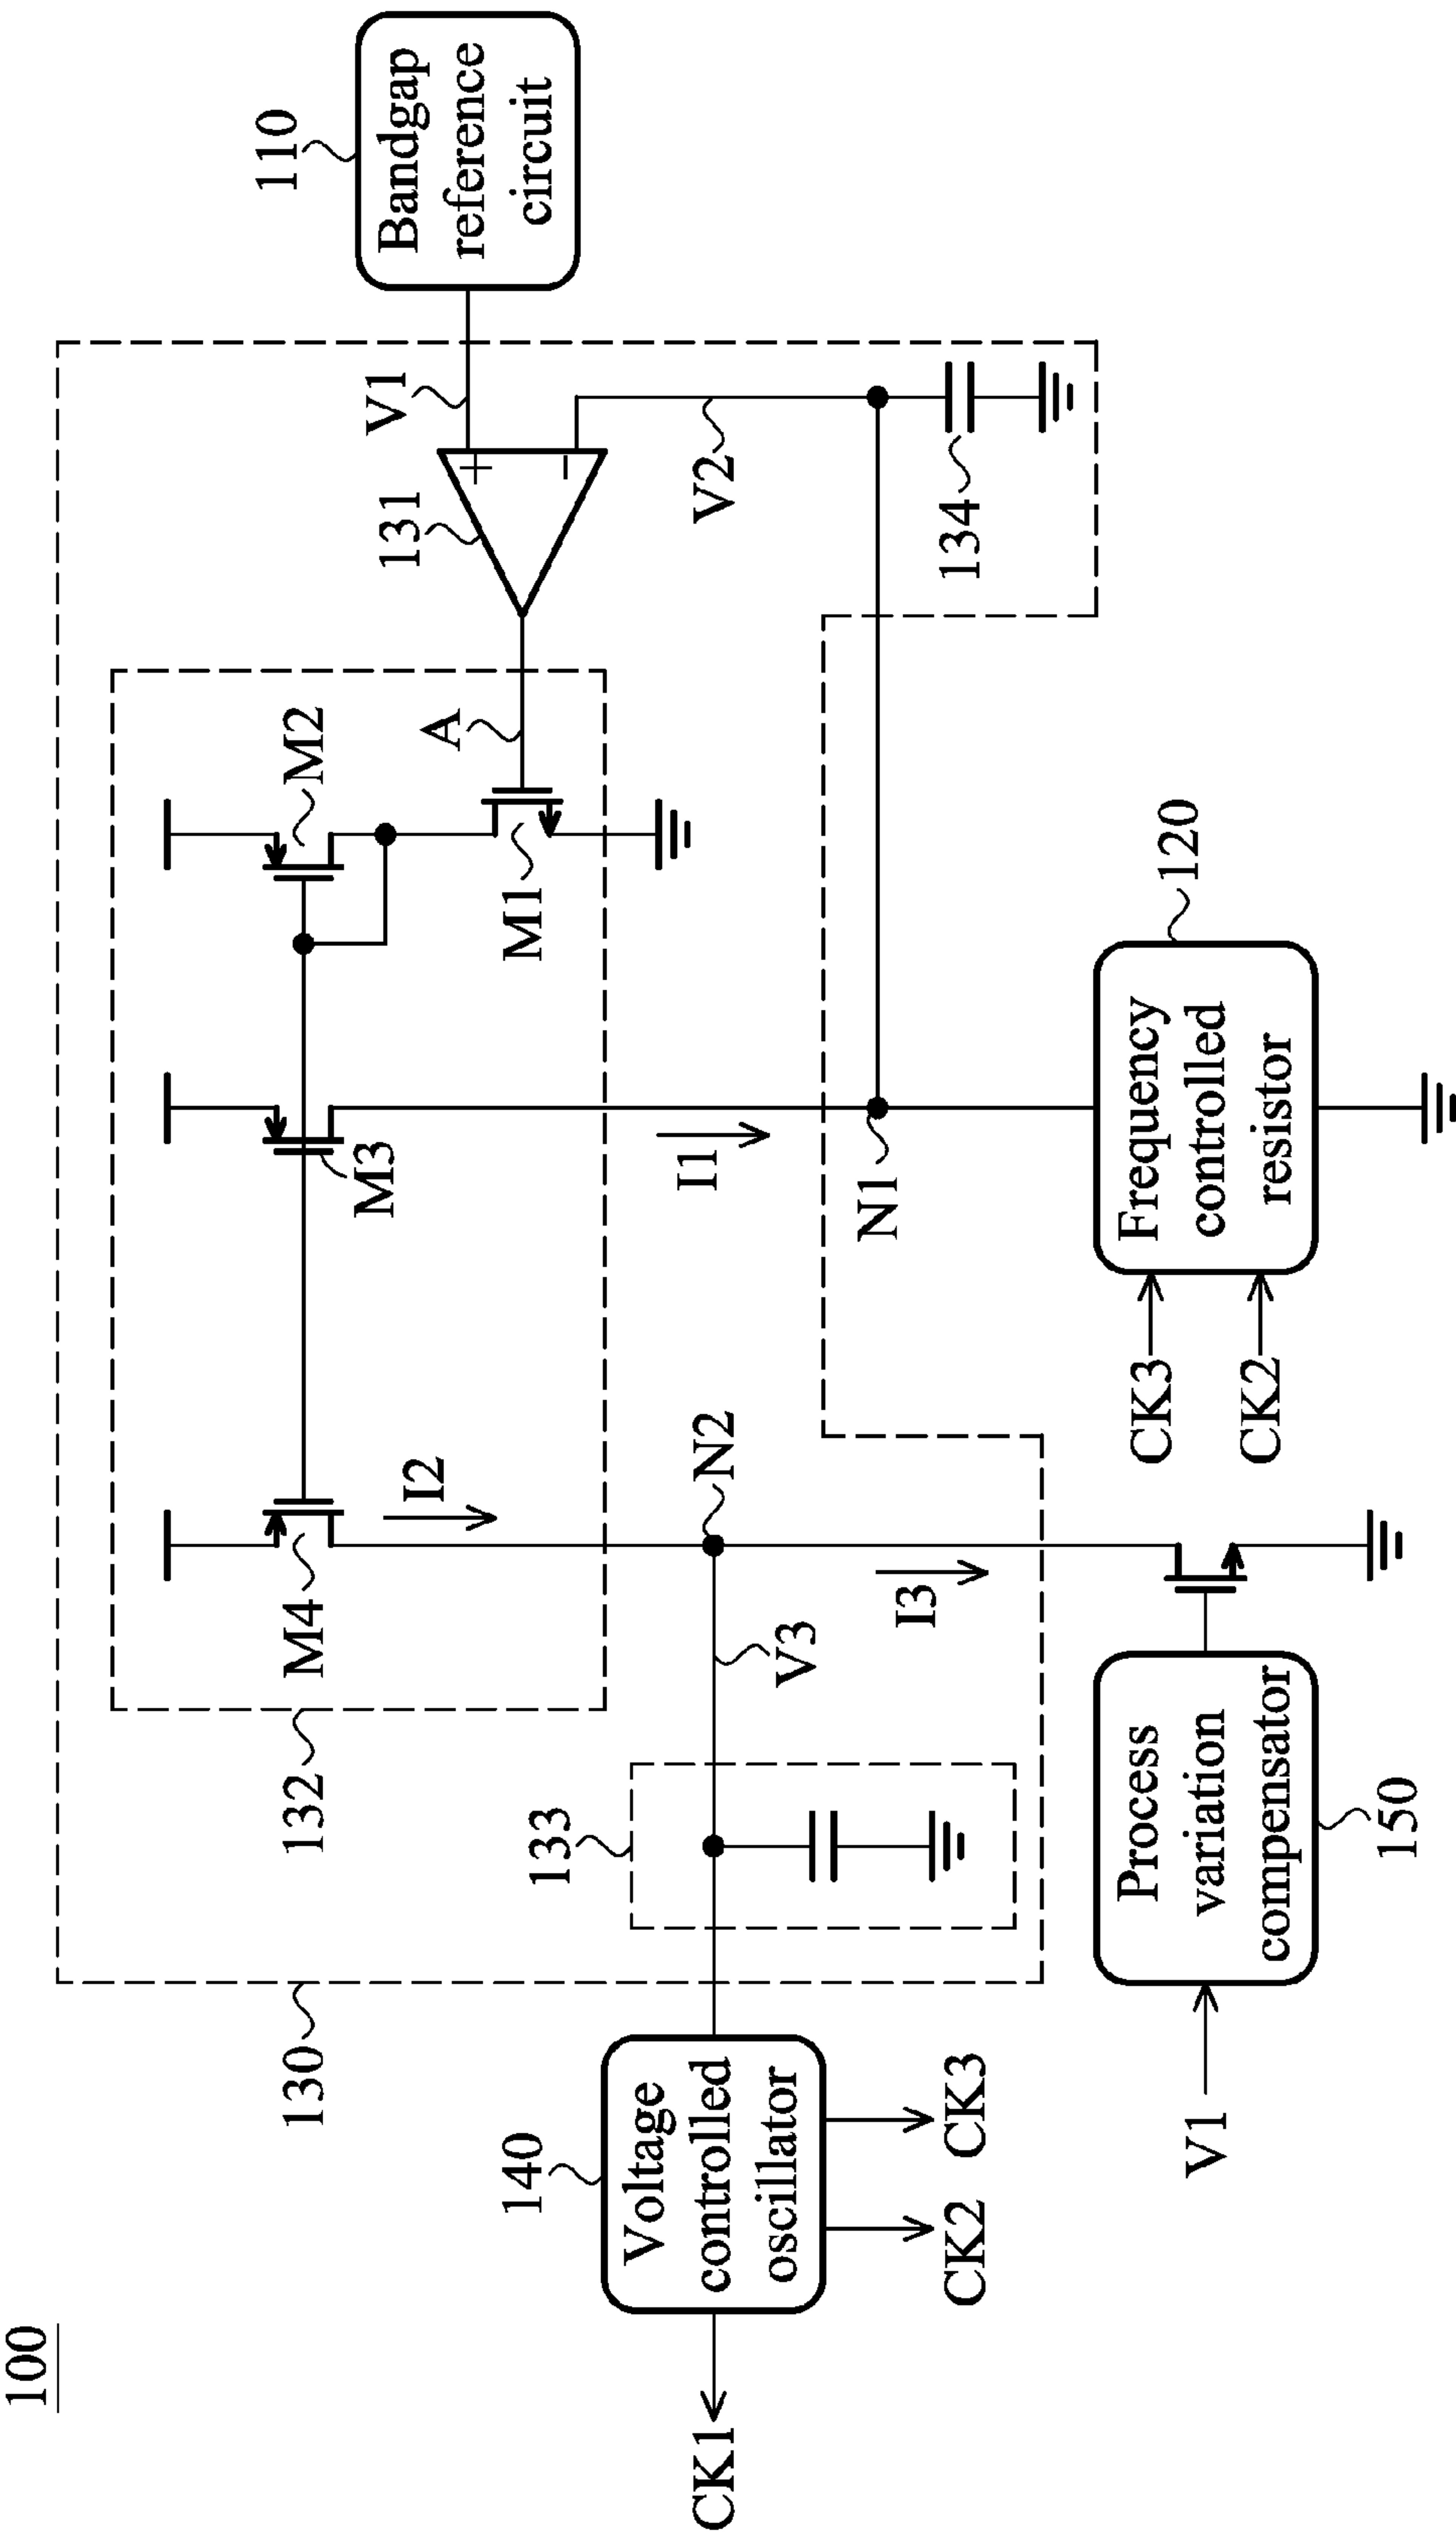 100
130
132
M4
M2
110
M3
V1
131
Bandgap
reference
circuit
I2
A
M1
140
133
Voltage
controlled
oscillator
CK1
CK2
CK3
N2
V3
I1
V2
N1
I3
134
V1
Process
variation
compensator
150
CK3
CK2
Frequency
controlled
resistor
120